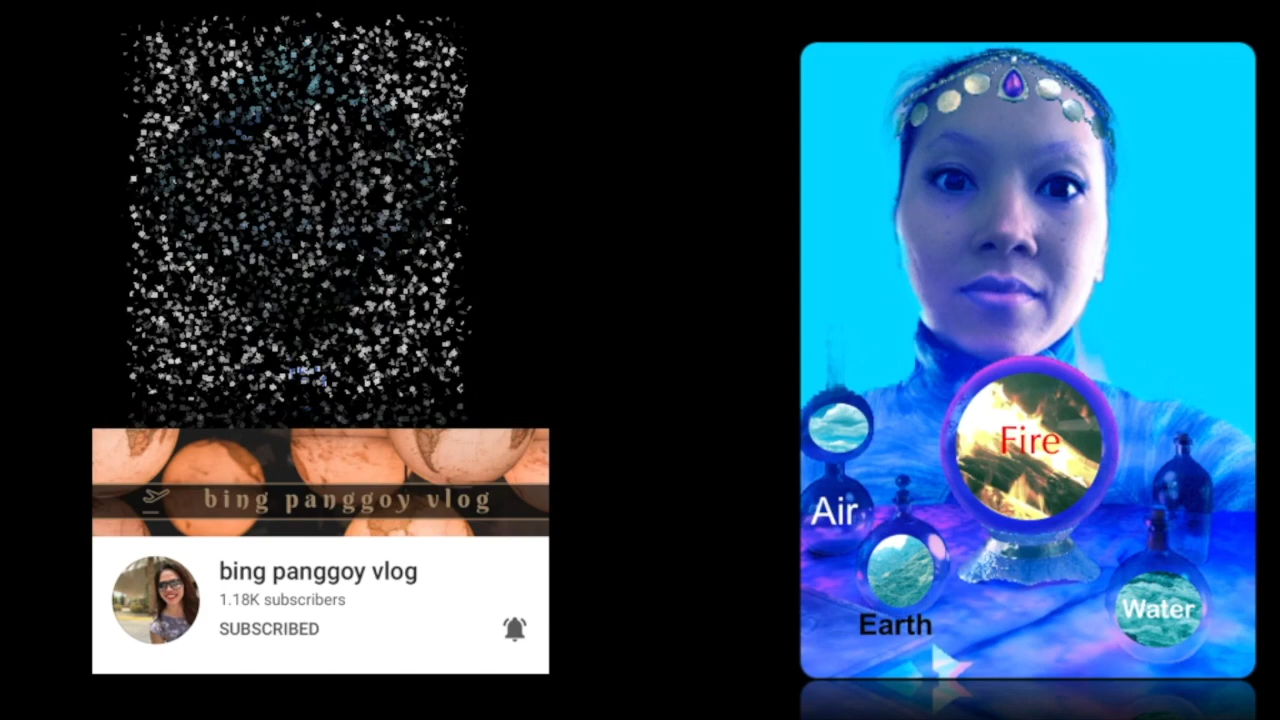 bing panggoy vlog
bing panggoy vlog
1.18K subscribers
SUBSCRIBED
Fire
Air
Earth
Water